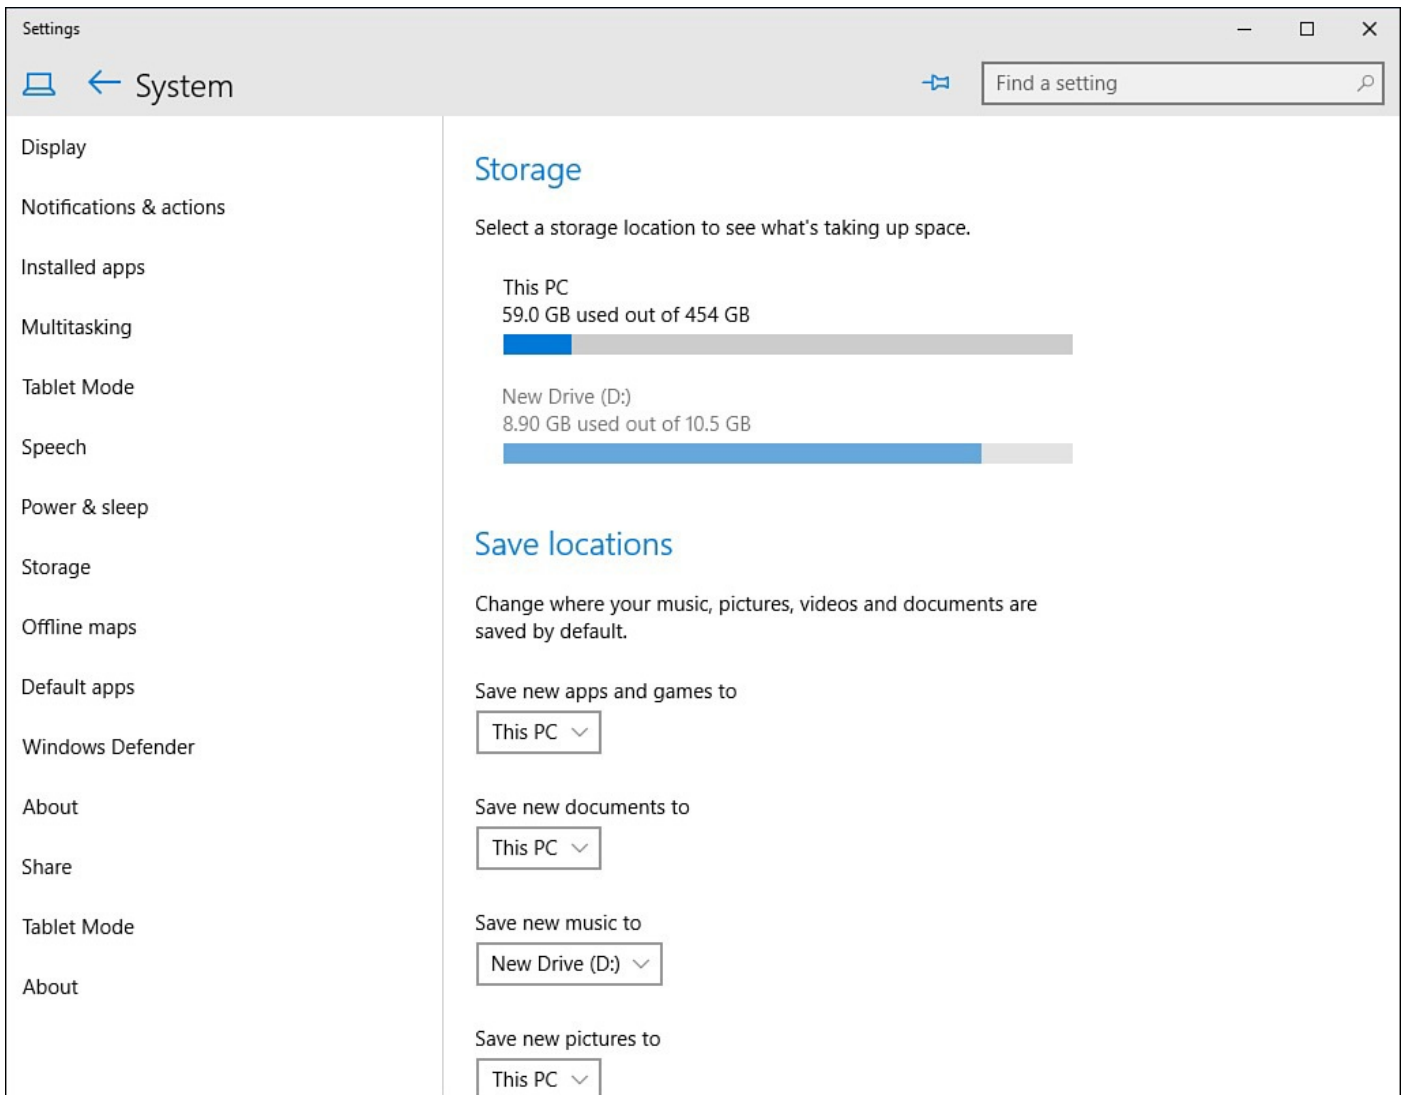 Settings
System
Find a setting
Display
Notifications & actions
Installed apps
Multitasking
Tablet Mode
Speech
Power & sleep
Storage
Offline maps
Default apps
Windows Defender
About
Share
Tablet Mode
About
Storage
Select a storage location to see what's taking up space.
This PC
59.0 GB used out of 454 GB
New Drive (D:)
8.90 GB used out of 10.5 GB
Save locations
Change where your music, pictures, videos and documents are
saved by default.
Save new apps and games to
This PC
Save new documents to
This PC
Save new music to
New Drive (D:)
Save new pictures to
This PC